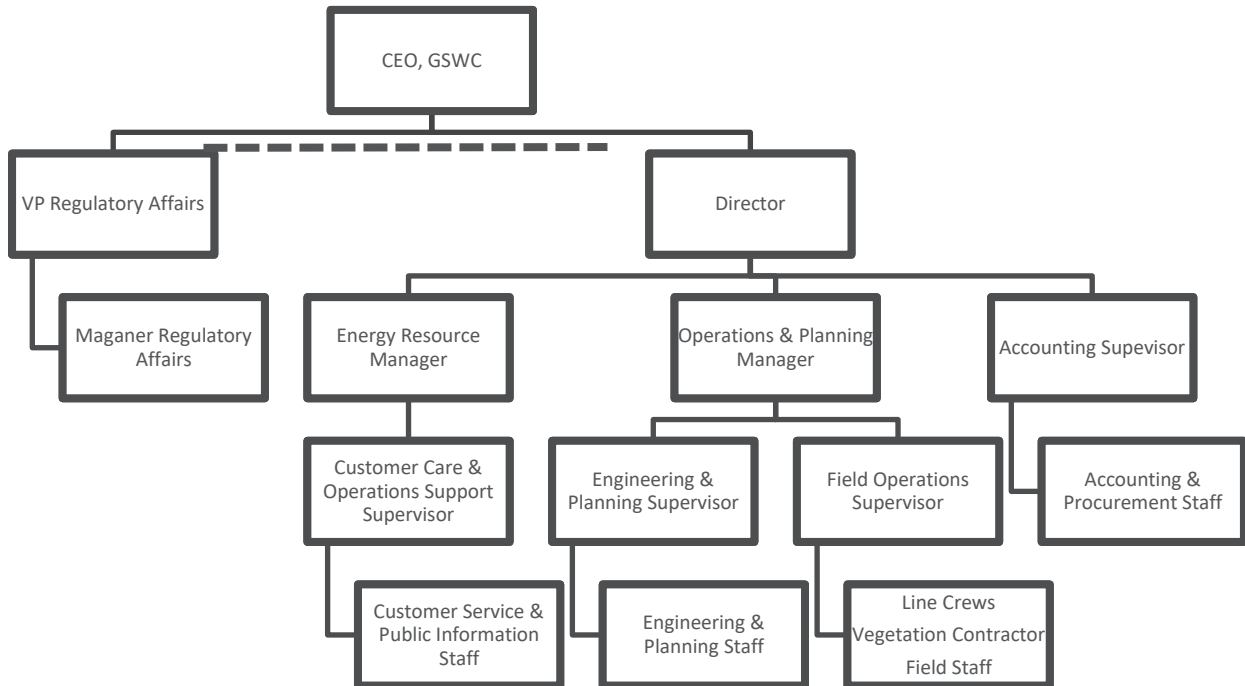 CEO, GSWC
VP Regulatory Affairs
Director
Maganer Regulatory
Affairs
Energy Resource
Manager
Operations & Planning
Manager
Accounting Supevisor
Customer Care &
Operations Support
Supervisor
Engineering &
Planning Supervisor
Field Operations
Supervisor
Accounting &
Procurement Staff
Customer Service &
Public Information
Staff
Engineering &
Planning Staff
Line Crews
Vegetation Contractor
Field Staff